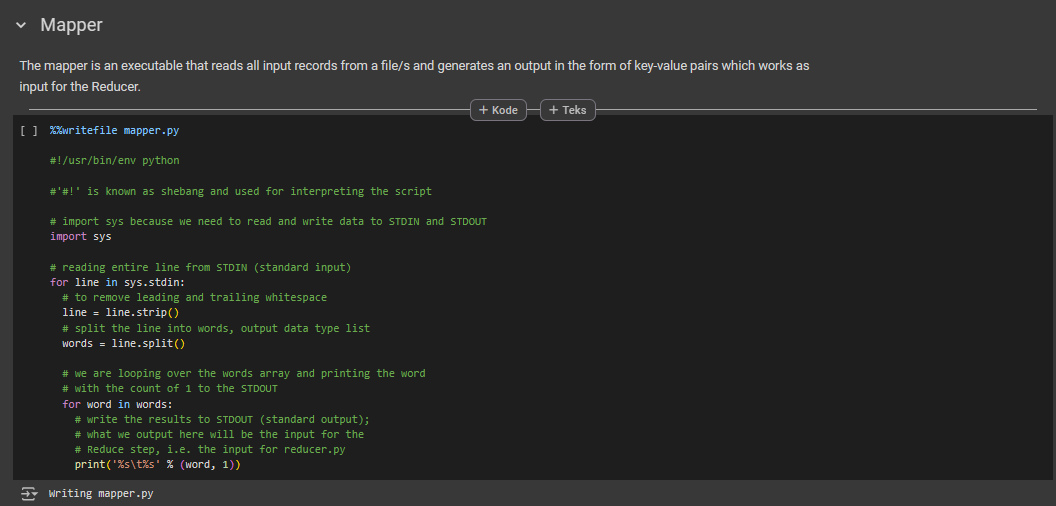 Mapper
The mapper is an executable that reads all input records from a file/s and generates an output in the form of key-value pairs which works as
input for the Reducer.
+ Kode + Teks
[ ] %%writefile mapper.py
#!/usr/bin/env python
#'#!' is known as shebang and used for interpreting the script
# import sys because we need to read and write data to STDIN and STDOUT
import sys
# reading entire line from STDIN (standard input)
for line in sys.stdin:
# to remove leading and trailing whitespace
line = line.strip()
# split the line into words, output data type list
words = line.split()
# we are looping over the words array and printing the word
# with the count of 1 to the STDOUT
for word in words:
# write the results to STDOUT (standard output);
# what we output here will be the input for the
# Reduce step, i.e. the input for reducer.py
print('%s\t%s' % (word, 1))
Writing mapper.py